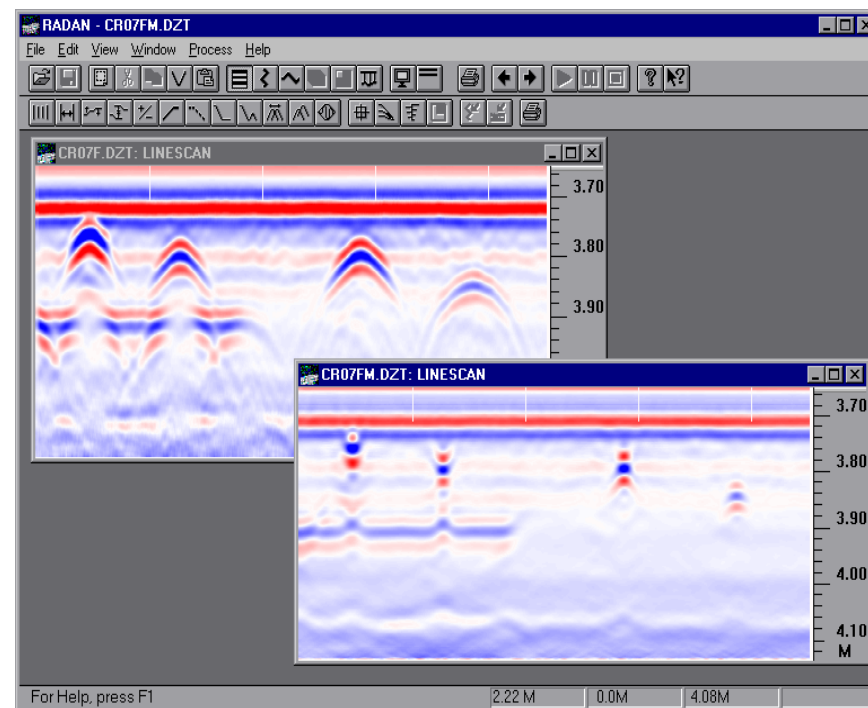 RADAN - CR07FM.DZT
File Edit View Window Process Help
CR07F.DZT: LINESCAN
3.70
3.80
3.90
CR07FM.DZT: LINESCAN
3.70
3.80
3.90
4.00
4.10
M
For Help, press F1 2.22 M 0.0M 4.08M